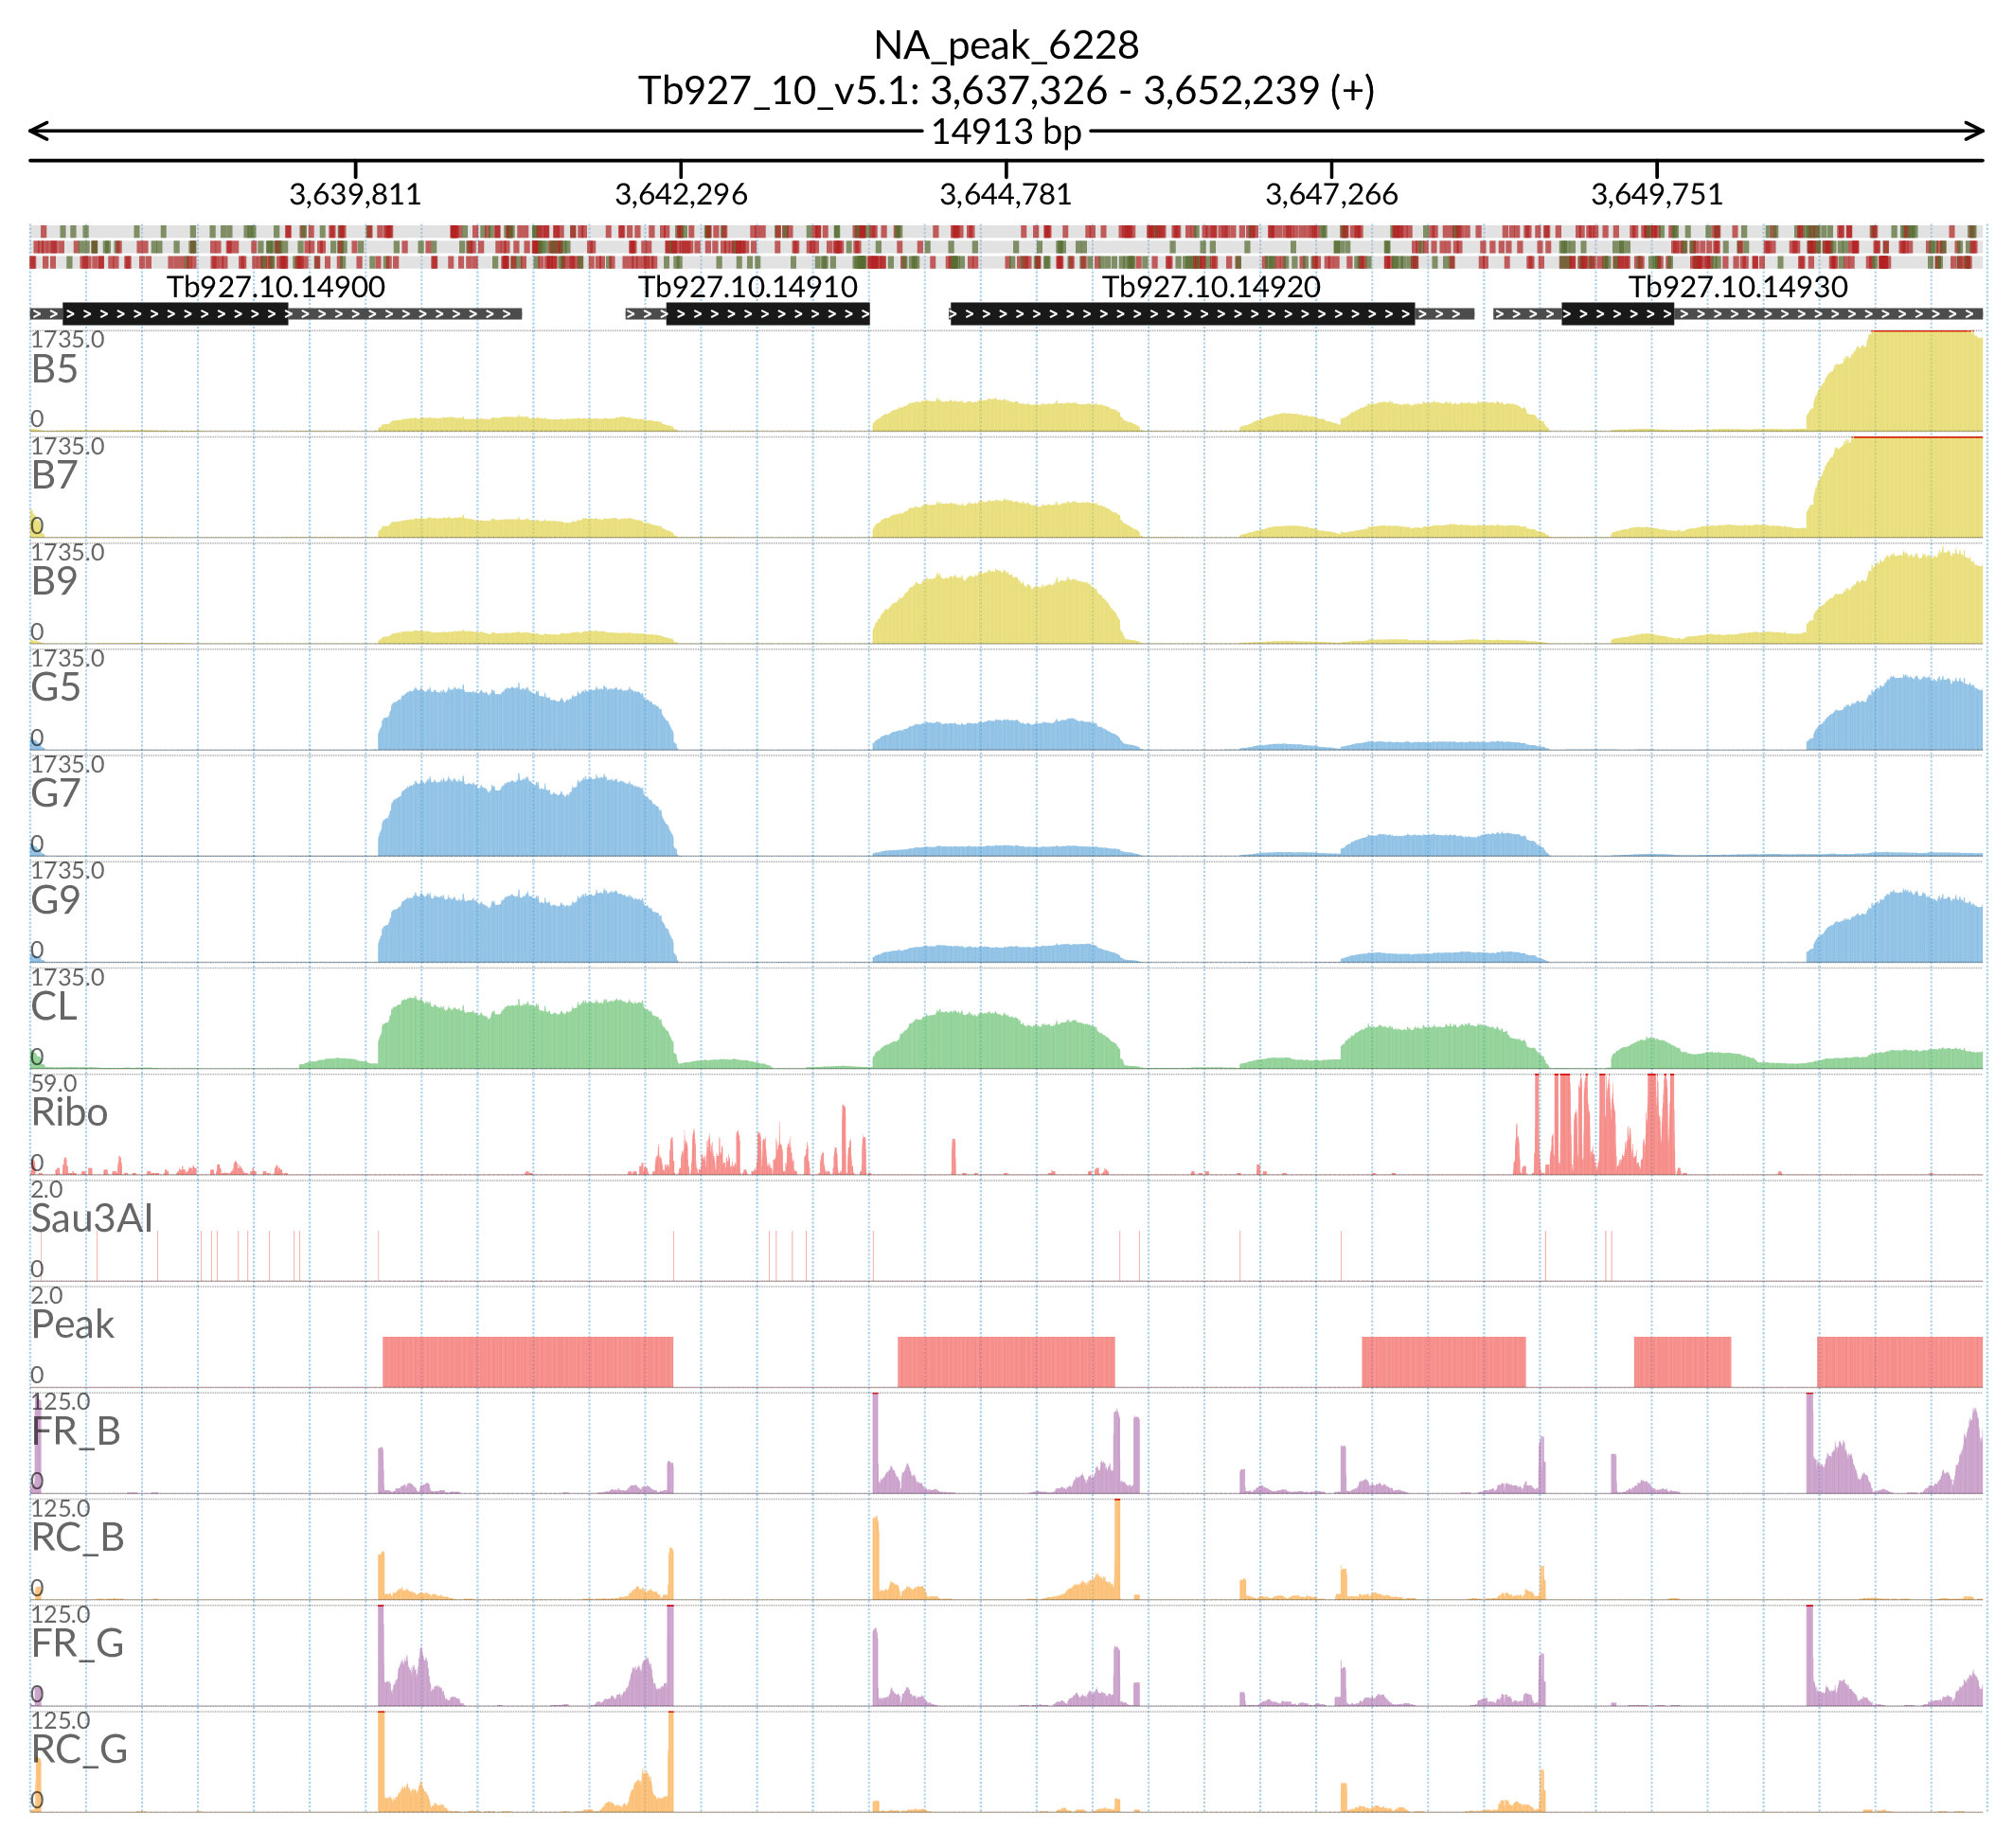 NA_peak_6228
Tb927_10_v5.1: 3,637,326 - 3,652,239 (+)
14913 bp
3,639,811 3,642,296 3,644,781 3,647,266 3,649,751
Tb927.10.14900 Tb927.10.14910 Tb927.10.14920 Tb927.10.14930
1735.0
B5
0
1735.0
B7
0
1735.0
B9
0
1735.0
G5
0
1735.0
G7
0
1735.0
G9
0
1735.0
CL
0
59.0
Ribo
0
2.0
Sau3AI
0
2.0
Peak
0
125.0
FR_B
0
125.0
RC_B
0
125.0
FR_G
0
125.0
RC_G
0